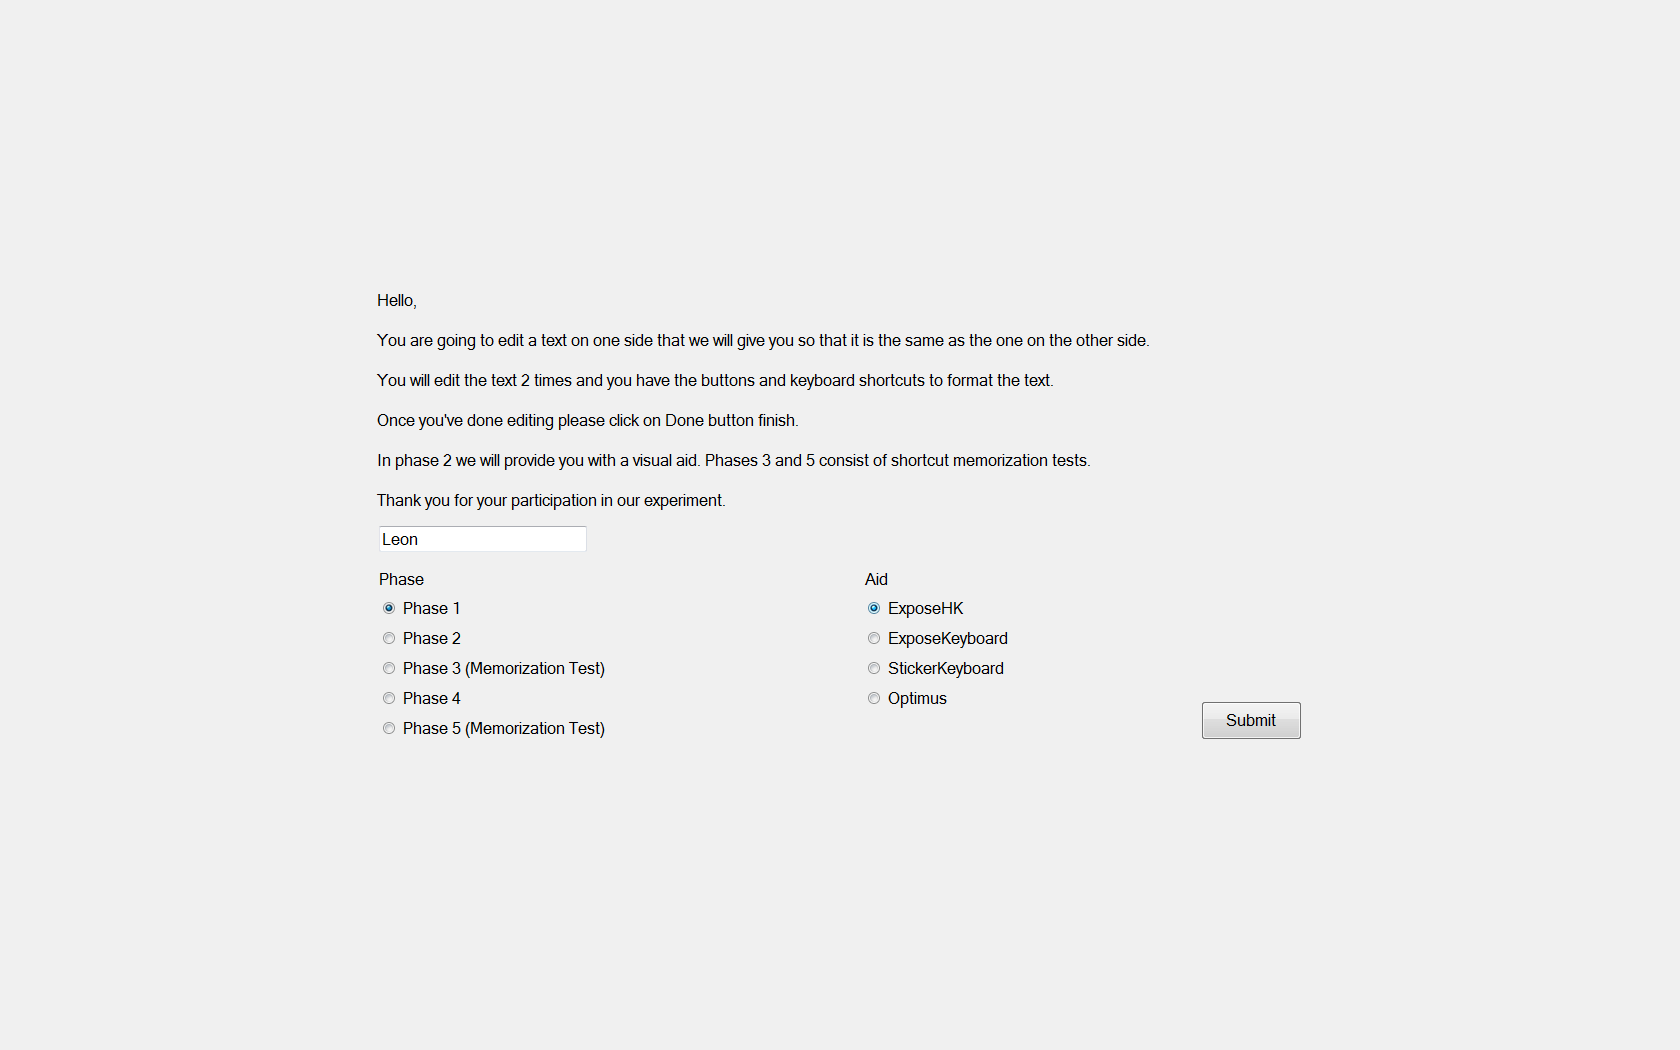 Hello,
You are going to edit a text on one side that we will give you so that it is the same as the one on the other side.
You will edit the text 2 times and you have the buttons and keyboard shortcuts to format the text.
Once you've done editing please click on Done button finish.
In phase 2 we will provide you with a visual aid. Phases 3 and 5 consist of shortcut memorization tests.
Thank you for your participation in our experiment.
Leon
Phase
Phase 1
Phase 2
Phase 3 (Memorization Test)
Phase 4
Phase 5 (Memorization Test)
Aid
ExposeHK
ExposeKeyboard
StickerKeyboard
Optimus
Submit